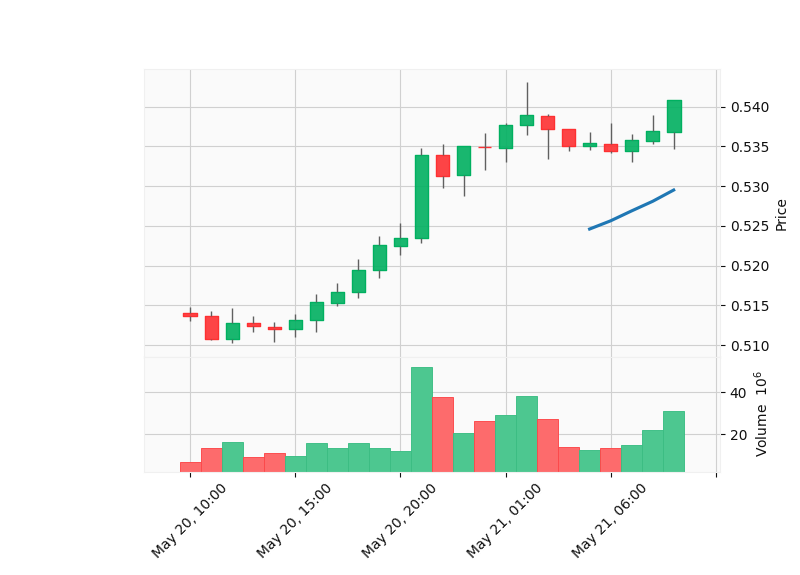 0.540
0.535
0.530
0.525
0.520
0.515
0.510
Price
40
20
Volume 10^6
May 20, 10:00
May 20, 15:00
May 20, 20:00
May 21, 01:00
May 21, 06:00